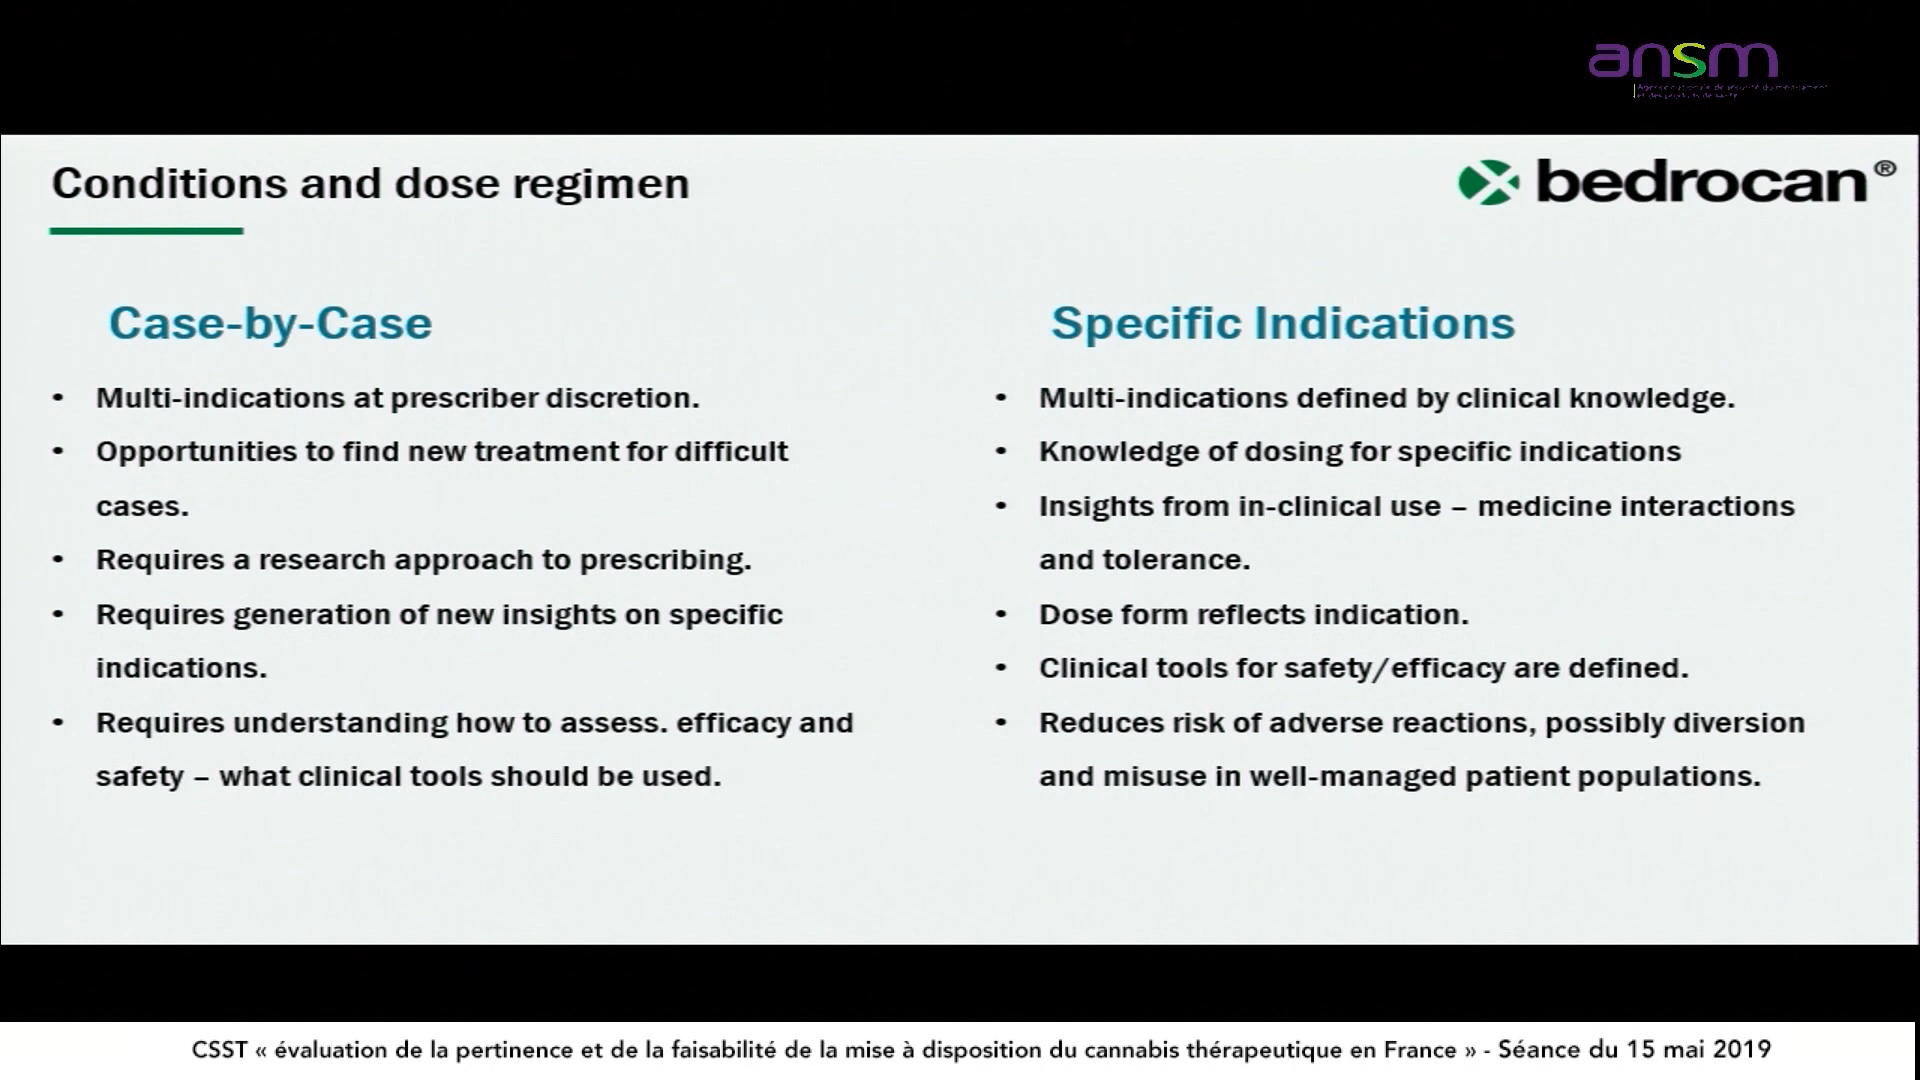 ansm
Conditions and dose regimen
bedrocan®
Case-by-Case
• Multi-indications at prescriber discretion.
• Opportunities to find new treatment for difficult
cases.
• Requires a research approach to prescribing.
• Requires generation of new insights on specific
indications.
• Requires understanding how to assess. efficacy and
safety – what clinical tools should be used.
Specific Indications
• Multi-indications defined by clinical knowledge.
• Knowledge of dosing for specific indications
• Insights from in-clinical use – medicine interactions
and tolerance.
• Dose form reflects indication.
• Clinical tools for safety/efficacy are defined.
• Reduces risk of adverse reactions, possibly diversion
and misuse in well-managed patient populations.
CSST « évaluation de la pertinence et de la faisabilité de la mise à disposition du cannabis thérapeutique en France » - Séance du 15 mai 2019